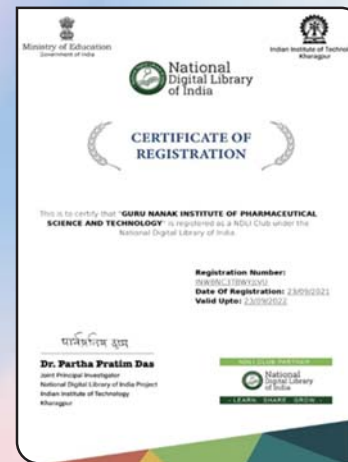 Ministry of Education
Government of India
Indian Institute of Technol
Kharagpur
National
Digital Library
of India
CERTIFICATE OF
REGISTRATION
This is to certify that "GURU NANAK INSTITUTE OF PHARMACEUTICAL
SCIENCE AND TECHNOLOGY" is registered as a NDLI Club under the
National Digital Library of India.
Registration Number:
Date Of Registration: 23/09/2021
Valid Upto: 23/09/2022
Dr. Partha Pratim Das
Joint Principal Investigator
National Digital Library of India Project
Indian Institute of Technology
Kharagpur
NDLI CLUB PARTNER
National
Digital Library
of India
- LEARN SHARE GROW -